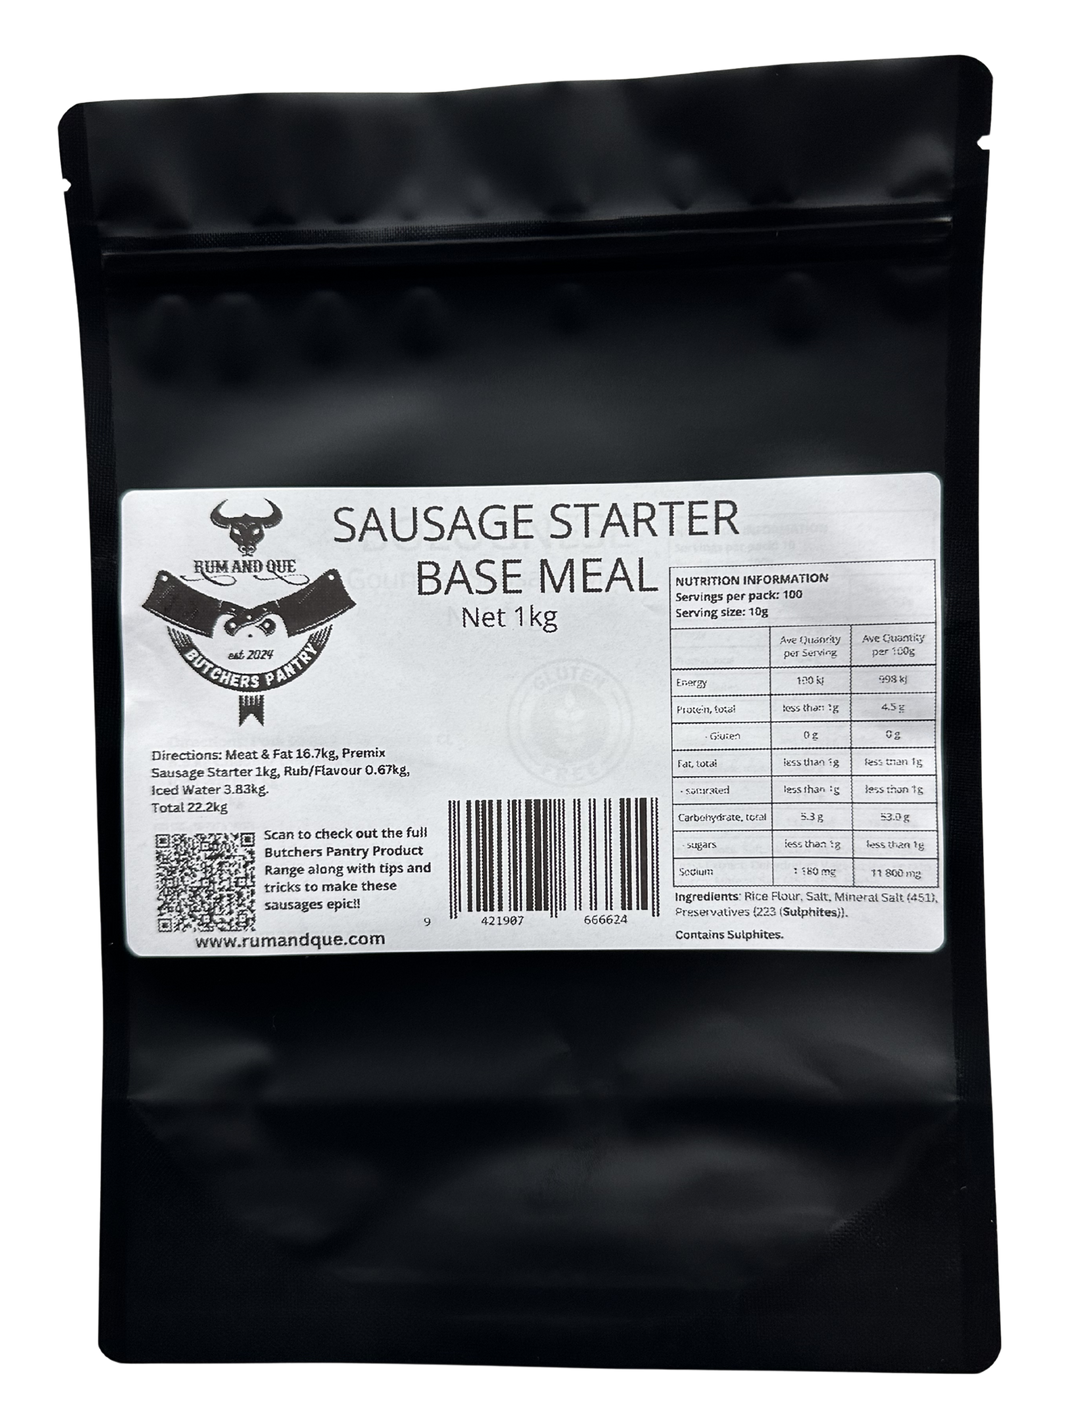 SAUSAGE STARTER
BASE MEAL
Net 1kg
RUM AND QUE
est 2024
BUTCHERS PANTRY
GLUTEN
FREE
Directions: Meat & Fat 16.7kg, Premix
Sausage Starter 1kg, Rub/Flavour 0.67kg,
Iced Water 3.83kg.
Total 22.2kg
Scan to check out the full
Butchers Pantry Product
Range along with tips and
tricks to make these
sausages epic!!
www.rumandque.com
9 421907 666624
NUTRITION INFORMATION
Servings per pack: 100
Serving size: 10g
Ave Quantity per Serving Ave Quantity per 100g
Energy 100 kj 998 kj
Protein, total less than 1g 4.5 g
- Gluten 0 g 0 g
Fat, total less than 1g less than 1g
- saturated less than 1g less than 1g
Carbohydrate, total 5.3 g 53.0 g
- sugars less than 1g less than 1g
Sodium 1 180 mg 11 800 mg
Ingredients: Rice Flour, Salt, Mineral Salt (451),
Preservatives (223 (Sulphites)).
Contains Sulphites.